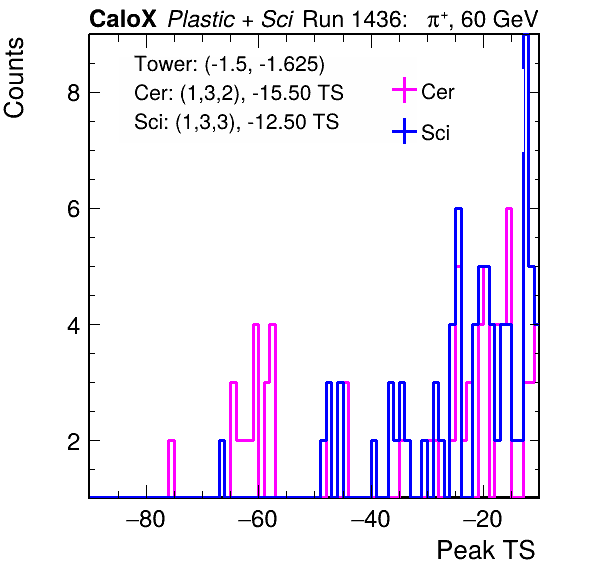 CaloX Plastic + Sci Run 1436: π⁺, 60 GeV
Counts
Tower: (-1.5, -1.625)
Cer: (1,3,2), -15.50 TS
Sci: (1,3,3), -12.50 TS
Cer
Sci
8
6
4
2
−80 −60 −40 −20
Peak TS